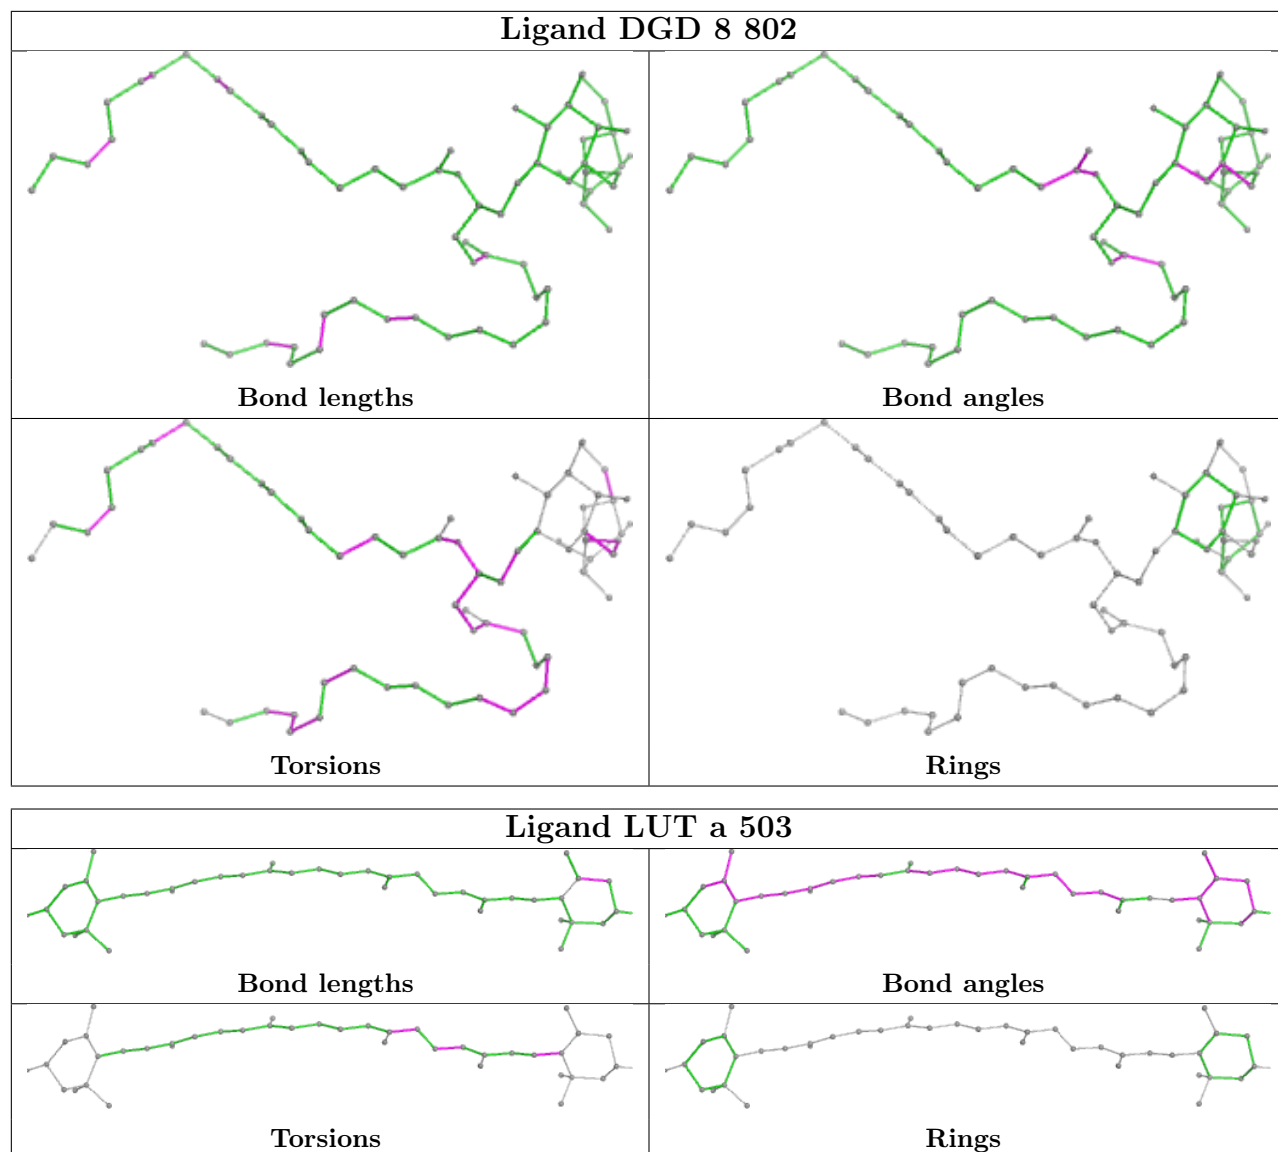 Ligand DGD 8 802
Bond lengths
Bond angles
Torsions
Rings
Ligand LUT a 503
Bond lengths
Bond angles
Torsions
Rings